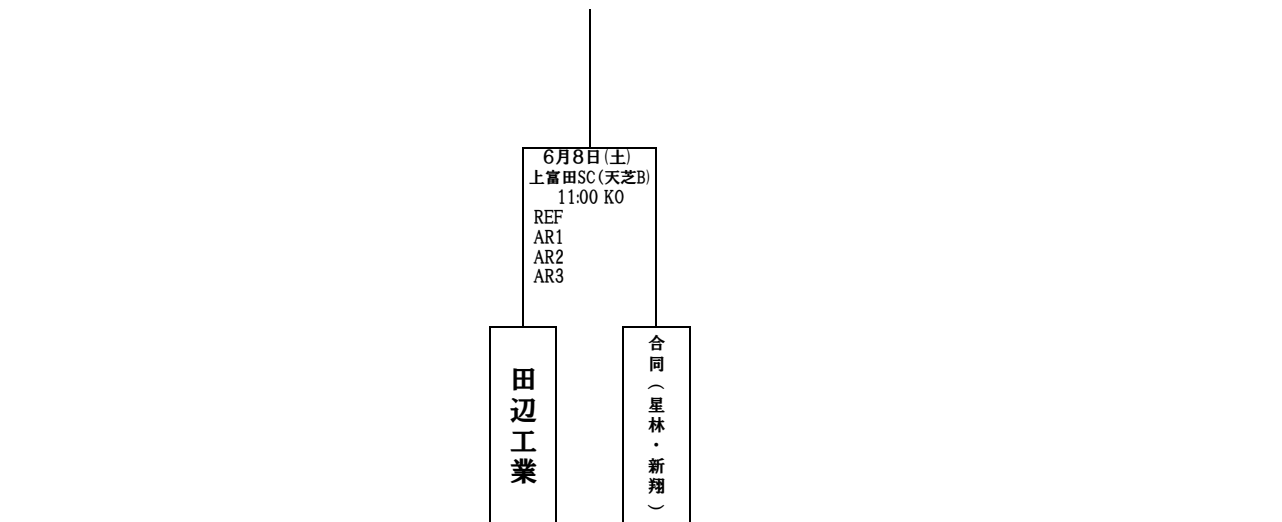 6月8日(土)
上富田SC(天芝B)
11:00 KO
REF
AR1
AR2
AR3
田辺工業
合同(星林・新翔)